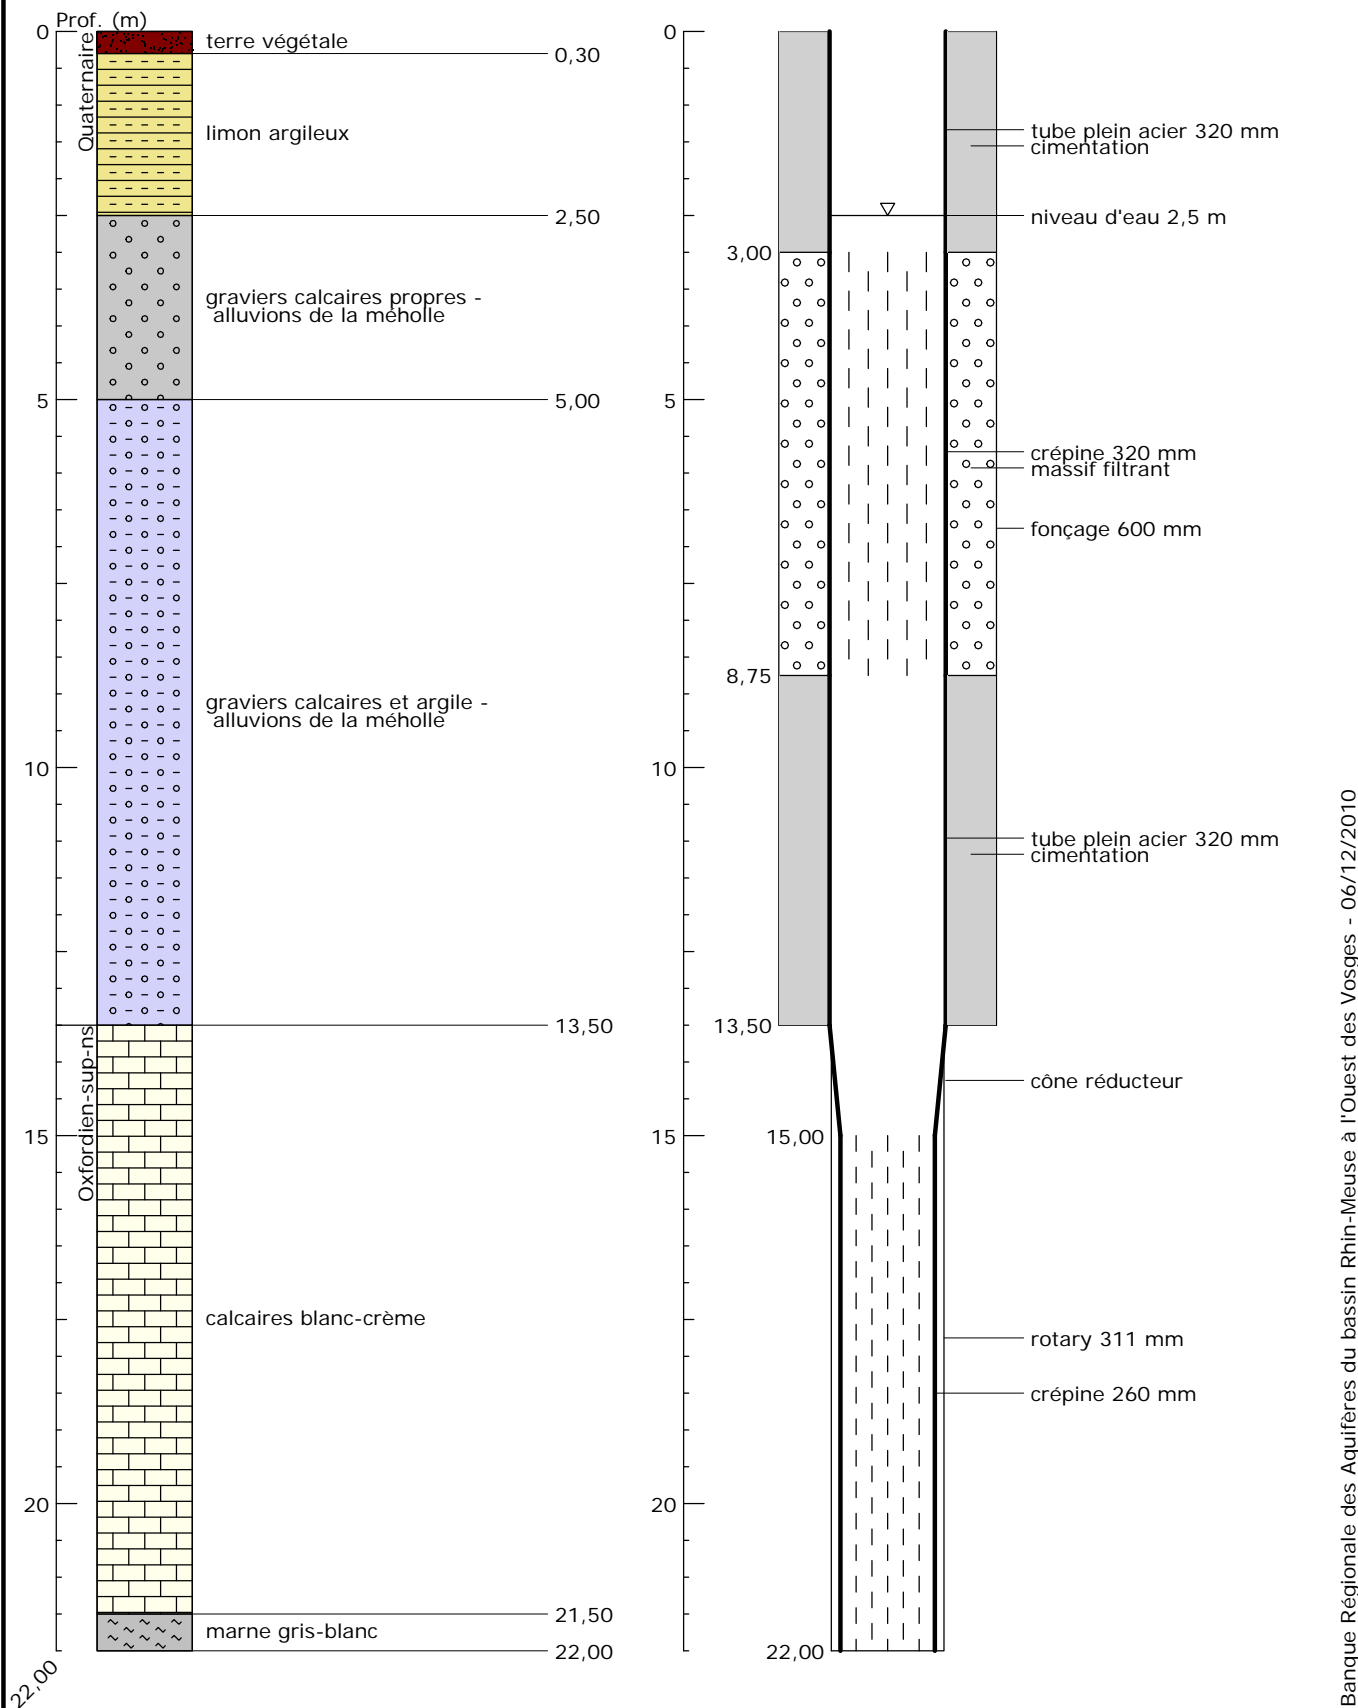 Prof. (m)
0
5
10
15
20
22,00
Quaternaire
Oxfordien-sup-ns
terre végétale
0,30
limon argileux
2,50
graviers calcaires propres -
alluvions de la méholle
5,00
graviers calcaires et argile -
alluvions de la méholle
13,50
calcaires blanc-crème
21,50
marne gris-blanc
22,00
0
5
10
15
20
3,00
8,75
13,50
15,00
22,00
tube plein acier 320 mm
cimentation
niveau d'eau 2,5 m
crépine 320 mm
massif filtrant
fonçage 600 mm
tube plein acier 320 mm
cimentation
cône réducteur
rotary 311 mm
crépine 260 mm
Banque Régionale des Aquifères du bassin Rhin-Meuse à l'Ouest des Vosges - 06/12/2010